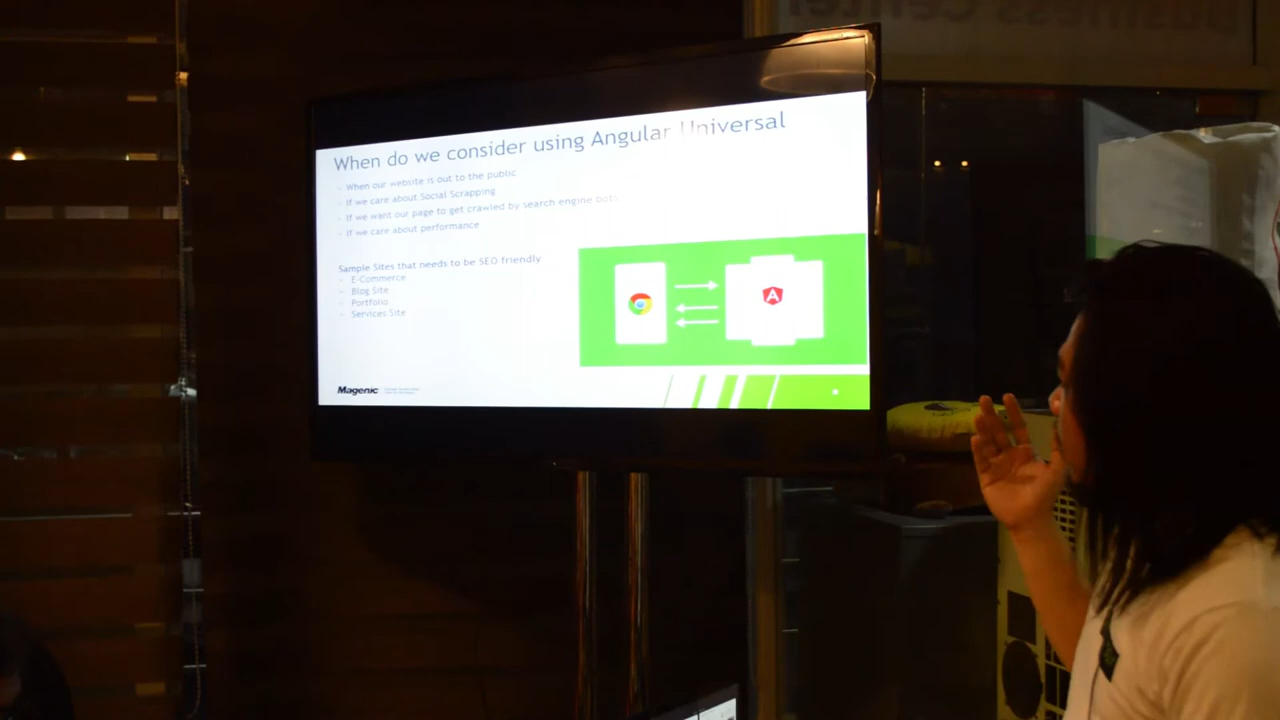 Business Center
When do we consider using Angular Universal
- When our website is out to the public
- If we care about Social Scrapping
- If we want our page to get crawled by search engine bots
- If we care about performance
Sample Sites that needs to be SEO friendly
- E-Commerce
- Blog Site
- Portfolio
- Services Site
A
Magenic